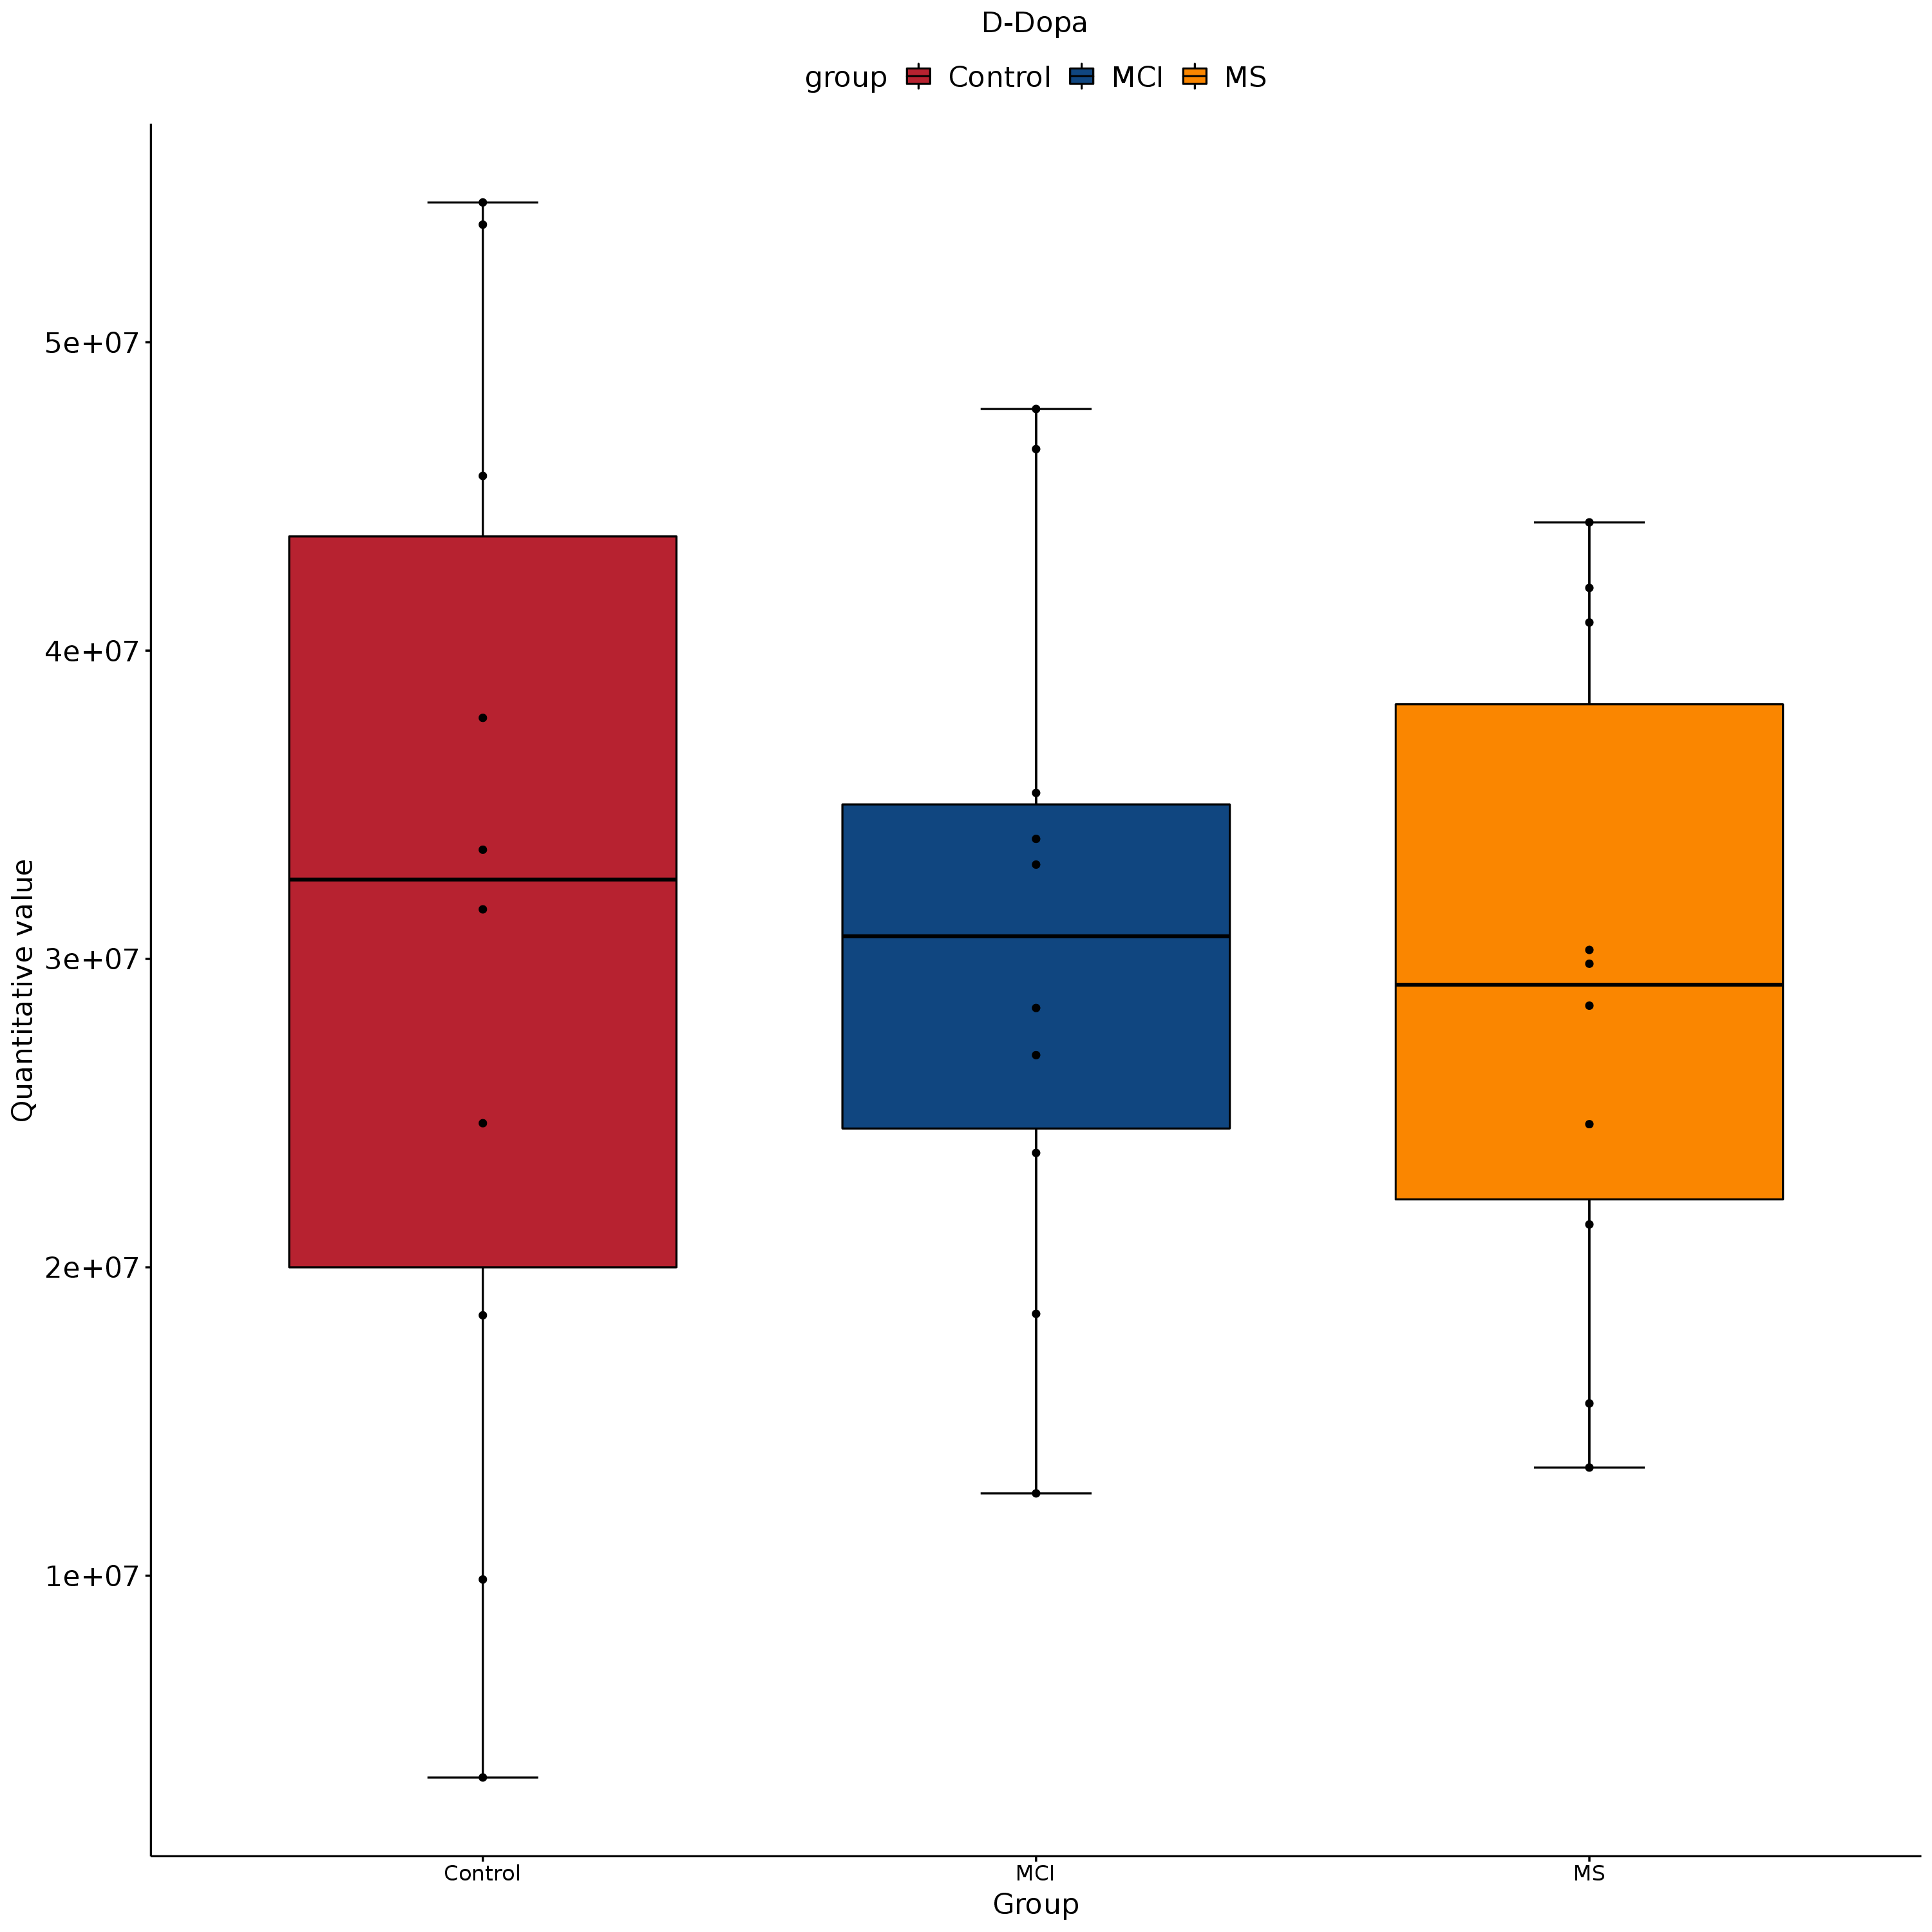 D-Dopa
group Control MCI MS
Quantitative value
5e+07
4e+07
3e+07
2e+07
1e+07
Control MCI MS
Group